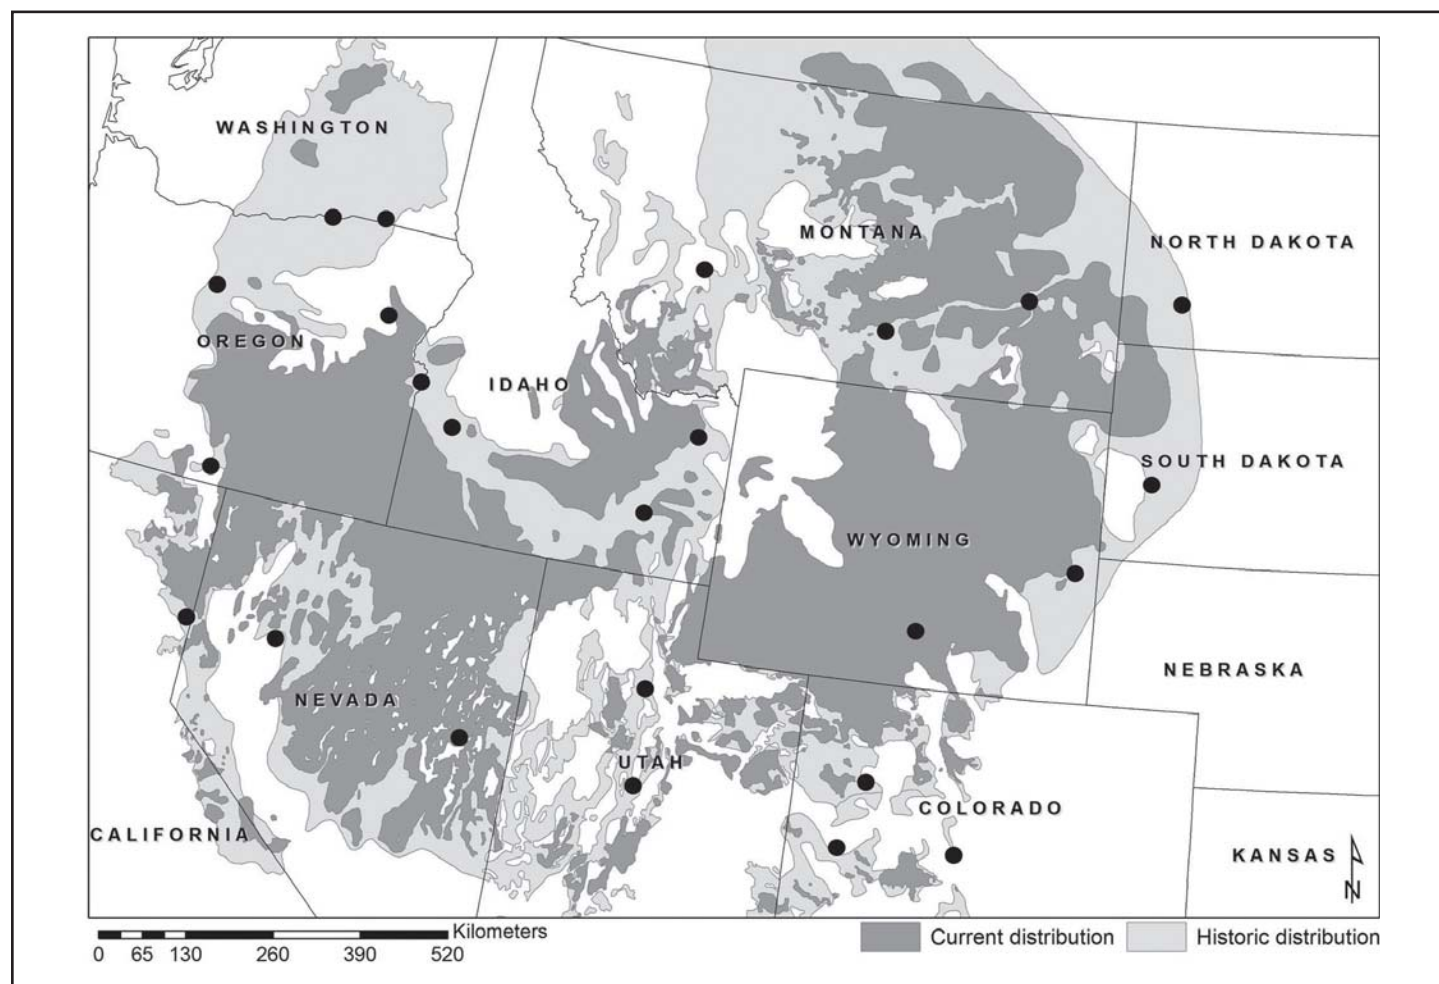 WASHINGTON
MONTANA
NORTH DAKOTA
OREGON
IDAHO
SOUTH DAKOTA
WYOMING
NEBRASKA
NEVADA
UTAH
COLORADO
CALIFORNIA
KANSAS
N
Kilometers
0 65 130 260 390 520
Current distribution Historic distribution